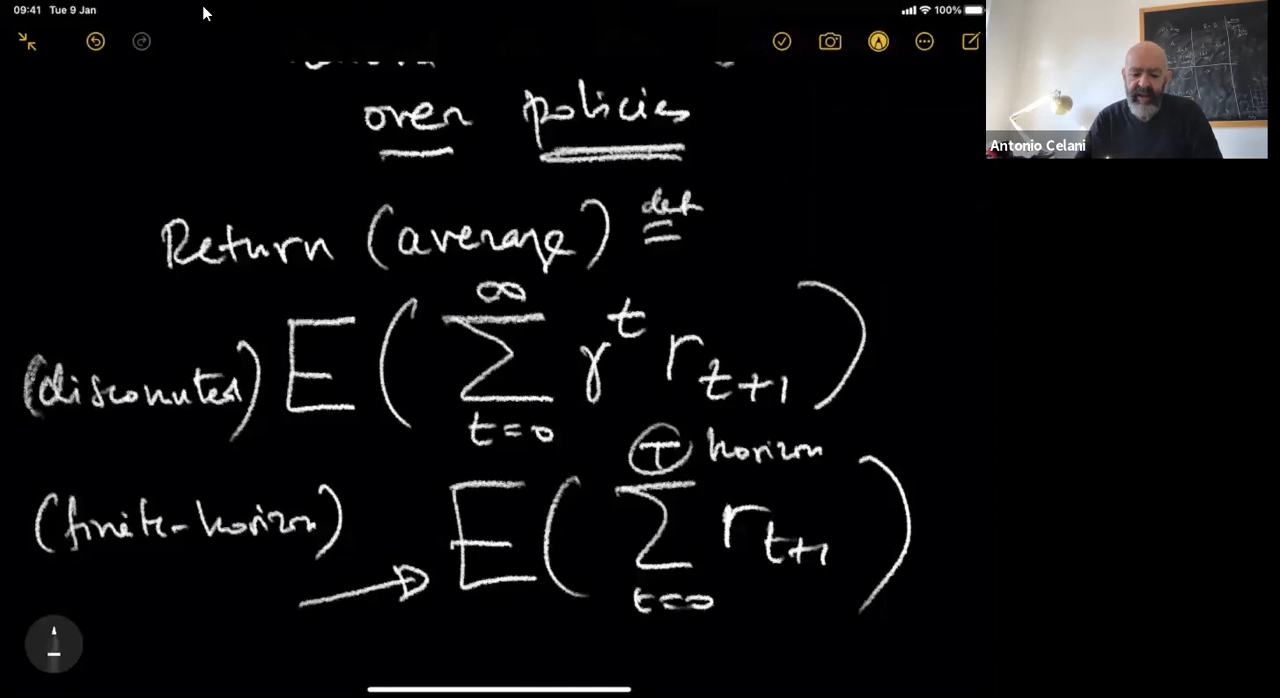 09:41 Tue 9 Jan
100%
Antonio Celani
over policies
Return (average) def =
(discounted) E ( ∑ t=0 ∞ γ^t r_{t+1} )
T horizon
(finite-horizon) → E ( ∑ t=0 r_{t+1} )